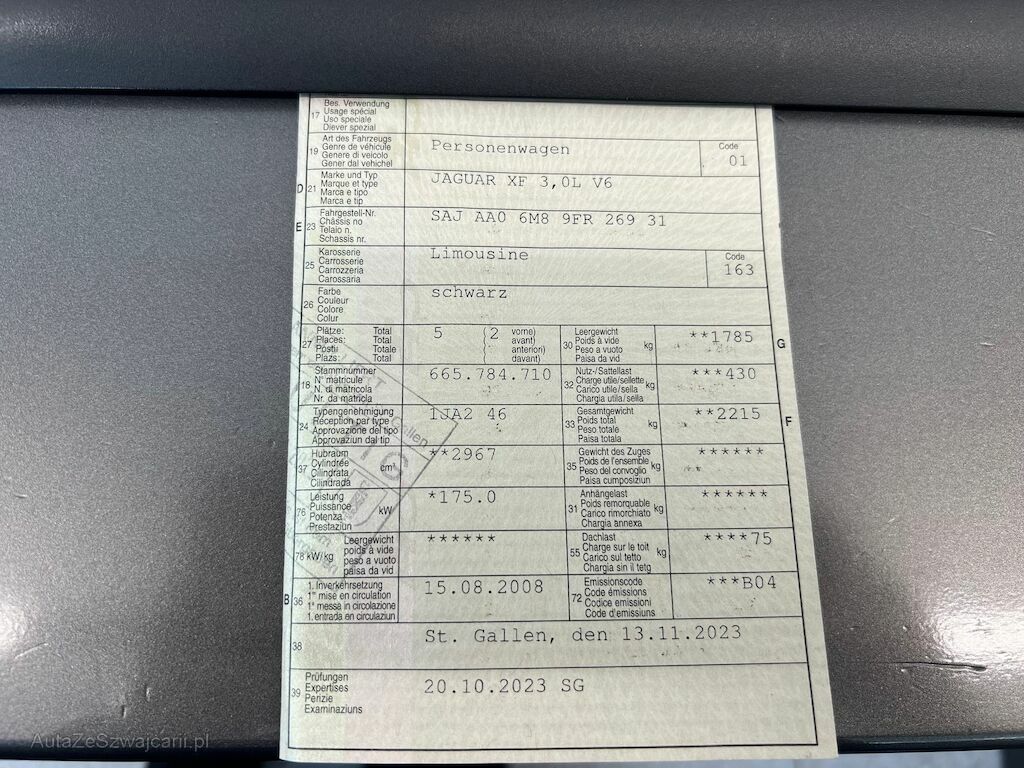 Bes. Verwendung
17 Usage spécial
Uso speciale
Diever spezial
Art des Fahrzeugs
19 Genre de véhicule Personenwagen Code
Genere di veicolo 01
Gener dal vehichel
Marke und Typ JAGUAR XF 3,0L V6
D 21 Marque et type
Marca e tipo
Marca e tip
Fahrgestell-Nr. SAJ AA0 6M8 9FR 269 31
E 23 Châssis no
Telaio n.
Schassis nr.
Karosserie Limousine Code
25 Carrosserie 163
Carrozzeria
Carossaria
Farbe schwarz
26 Couleur
Colore
Colur
Plätze: Total 5 (2 vorne) Leergewicht **1785
27 Places: Total ( avant) 30 Poids à vide kg G
Posti: Totale ( anteriori) Peso a vuoto
Plazs: Total ( davant) Paisa da vid
Stammnummer 665.784.710 Nutz-/Sattellast ***430
18 N° matricule 32 Charge utile/sellette kg
N. di matricola Carico utile/sella
Nr. da matricla Chargia utila/sella
Typengenehmigung 1JA2 46 Gesamtgewicht **2215
24 Réception par type 33 Poids total kg F
Approvazione del tipo Peso totale
Approvaziun dal tip Paisa totala
Hubraum **2967 Gewicht des Zuges ******
37 Cylindrée cm³ 35 Poids de l'ensemble kg
Cilindrata Peso del convoglio
Cilindrada Paisa cumposiziun
Leistung *175.0 Anhängelast ******
76 Puissance kW 31 Poids remorquable kg
Potenza Carico rimorchiato
Prestaziun Chargia annexa
Leergewicht ****** Dachlast ****75
78 kW/kg poids à vide 55 Charge sur le toit kg
peso a vuoto Carico sul tetto
paisa da vid Chargia sin il tetg
1. Inverkehrsetzung 15.08.2008 Emissionscode ***B04
B 36 1re mise en circulation 72 Code émissions
1a messa in circolazione Codice emissioni
1. entrada en circulaziun Code d'emissiuns
38 St. Gallen, den 13.11.2023
Prüfungen 20.10.2023 SG
39 Expertises
Perizie
Examinaziuns
AutaZeSzwajcarii.pl